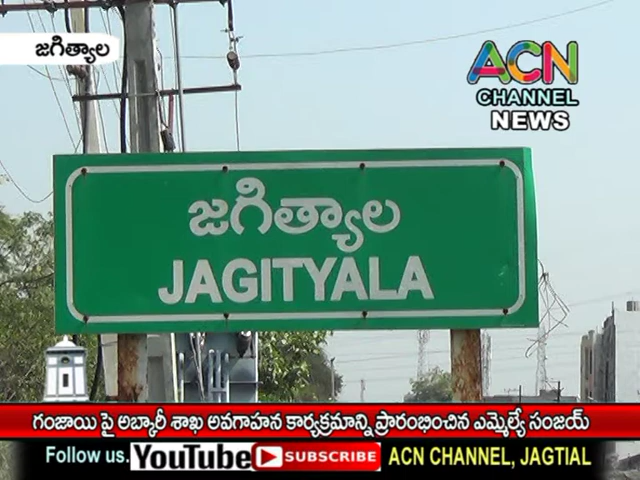 జగిత్యాల
ACN
CHANNEL
NEWS
జగిత్యాల
JAGITYALA
గంజాయి పై అబ్కారీ శాఖ అవగాహన కార్యక్రమాన్ని ప్రారంభించిన ఎమ్మెల్యే సంజయ్
Follow us. YouTube SUBSCRIBE ACN CHANNEL, JAGTIAL